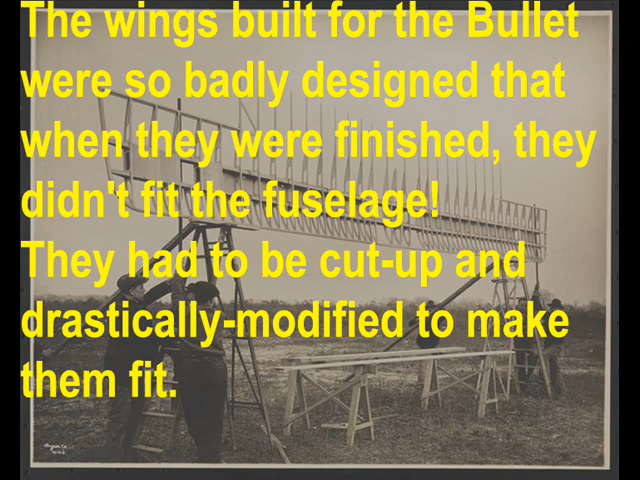 The wings built for the Bullet
were so badly designed that
when they were finished, they
didn't fit the fuselage!
They had to be cut-up and
drastically-modified to make
them fit.